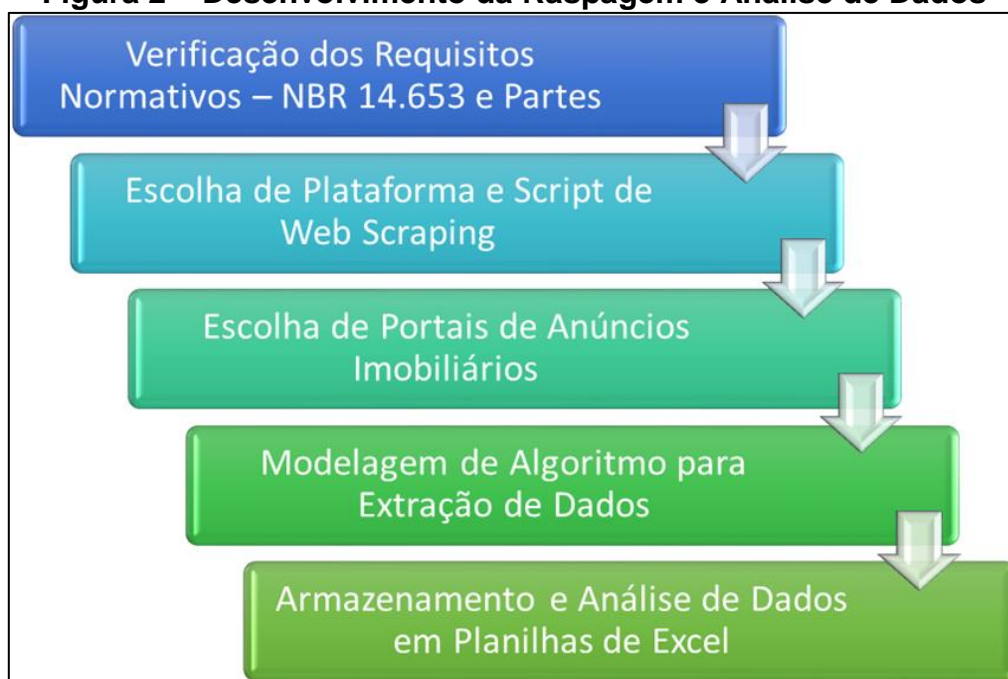 Figura 2 – Desenvolvimento da Raspagem e Análise de Dados
Verificação dos Requisitos
Normativos – NBR 14.653 e Partes
Escolha de Plataforma e Script de
Web Scraping
Escolha de Portais de Anúncios
Imobiliários
Modelagem de Algoritmo para
Extração de Dados
Armazenamento e Análise de Dados
em Planilhas de Excel